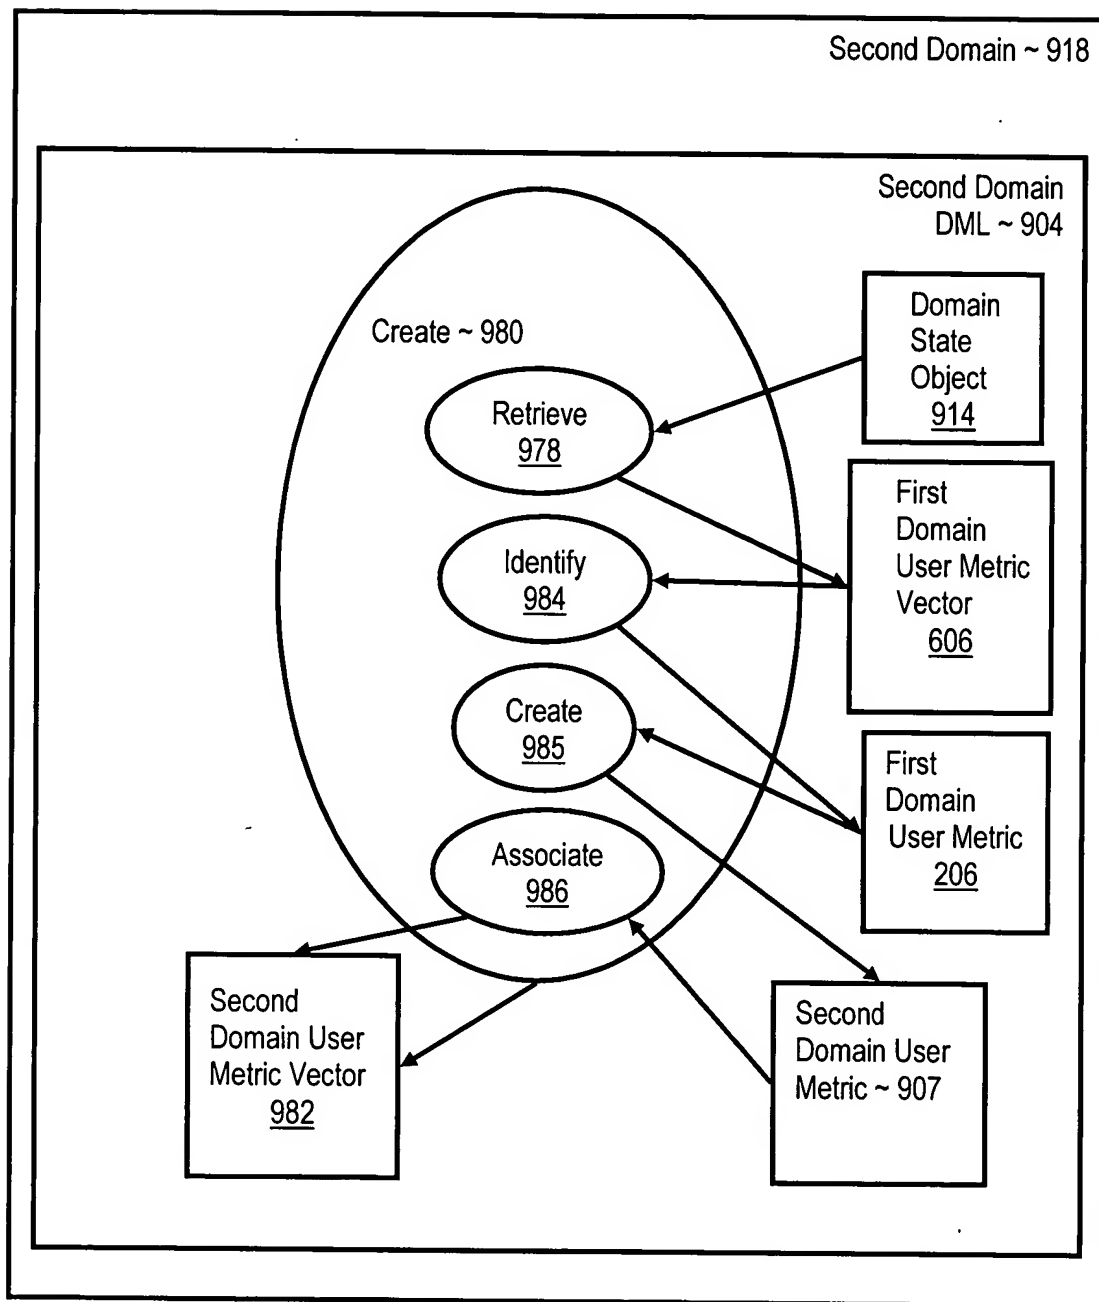 Second Domain ~ 918
Second Domain
DML ~ 904
Create ~ 980
Domain
State
Object
914
Retrieve
978
First
Domain
User Metric
Vector
606
Identify
984
Create
985
First
Domain
User Metric
206
Associate
986
Second
Domain User
Metric Vector
982
Second
Domain User
Metric ~ 907